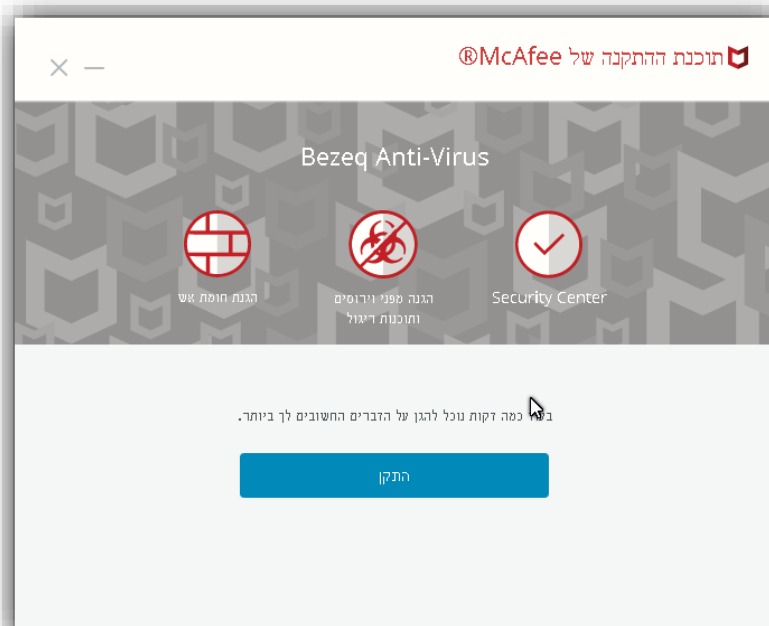 תוכנת ההתקנה של McAfee®
Bezeq Anti-Virus
Security Center
הגנה מפני וירוסים
ותוכנות ריגול
הגנת חומת אש
כמה דקות נוכל להגן על הדברים החשובים לך ביותר.
התקן